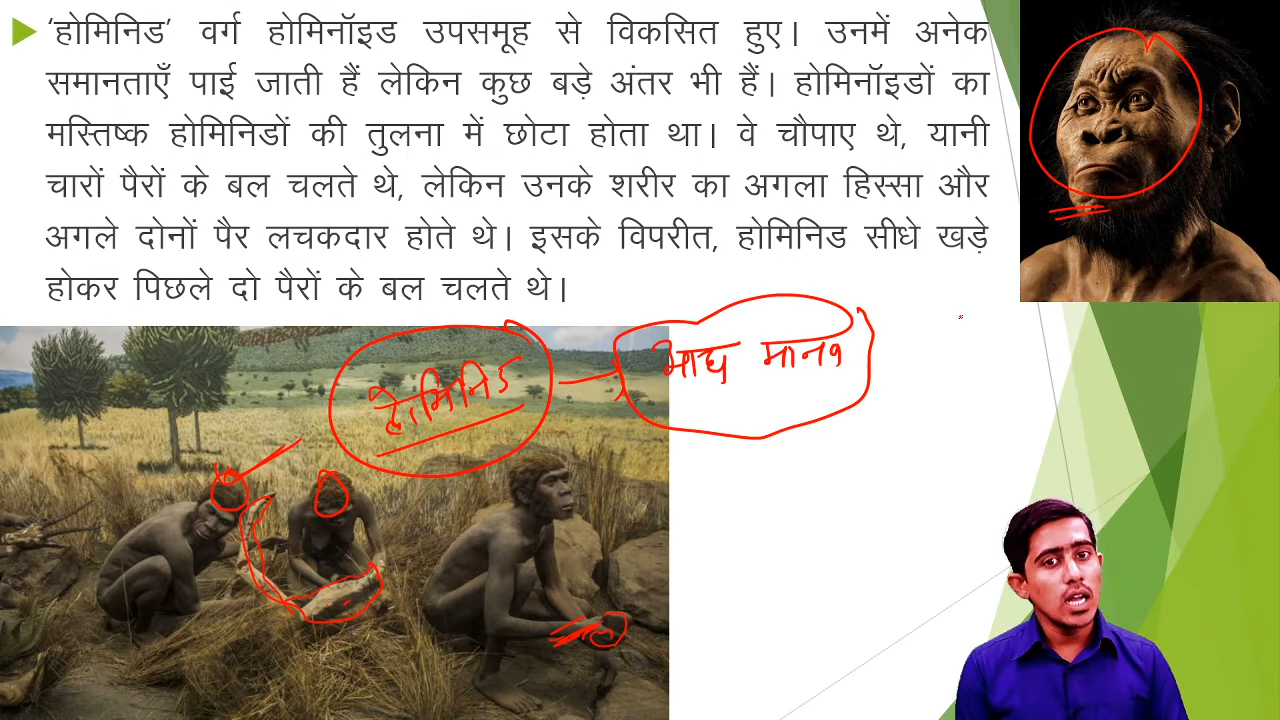 ‘होमिनिड’ वर्ग होमिनॉइड उपसमूह से विकसित हुए। उनमें अनेक
समानताएँ पाई जाती हैं लेकिन कुछ बड़े अंतर भी हैं। होमिनॉइडों का
मस्तिष्क होमिनिडों की तुलना में छोटा होता था। वे चौपाए थे, यानी
चारों पैरों के बल चलते थे, लेकिन उनके शरीर का अगला हिस्सा और
अगले दोनों पैर लचकदार होते थे। इसके विपरीत, होमिनिड सीधे खड़े
होकर पिछले दो पैरों के बल चलते थे।
होमिनिड
मानव